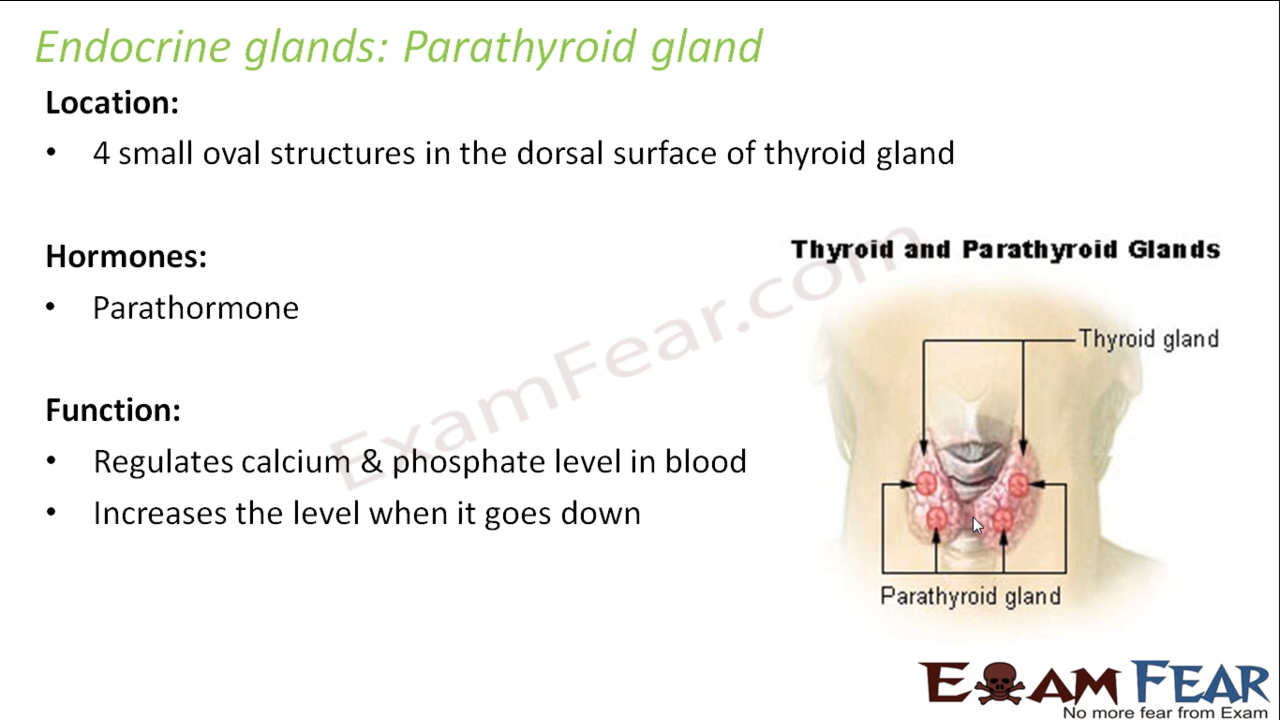 Endocrine glands: Parathyroid gland
Location:
• 4 small oval structures in the dorsal surface of thyroid gland
Hormones:
• Parathormone
Function:
• Regulates calcium & phosphate level in blood
• Increases the level when it goes down
Thyroid and Parathyroid Glands
Thyroid gland
Parathyroid gland
ExamFear.com
EXAM FEAR
No more fear from Exam